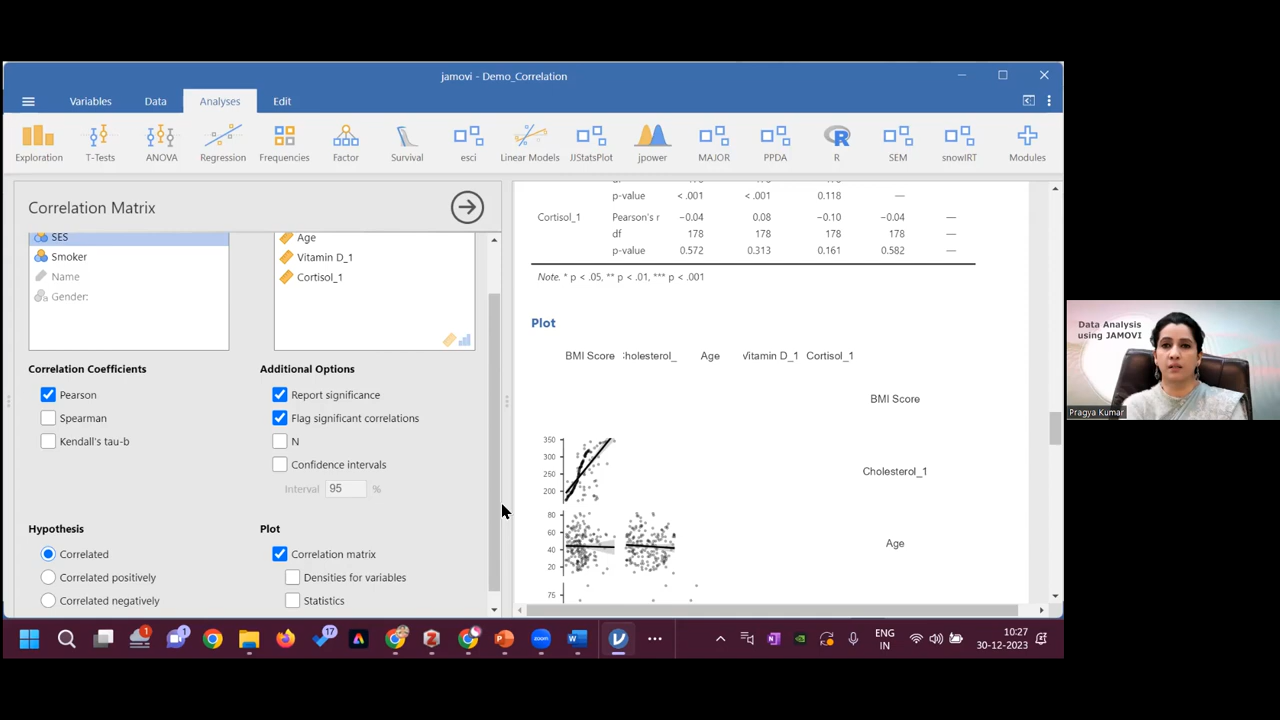 jamovi - Demo_Correlation
Variables Data Analyses Edit
Exploration T-Tests ANOVA Regression Frequencies Factor Survival esci Linear Models JJStatsPlot jpower MAJOR PPDA R SEM snowIRT Modules
R
Correlation Matrix
SES
Smoker
Name
Gender:
Age
Vitamin D_1
Cortisol_1
Correlation Coefficients
Pearson
Spearman
Kendall's tau-b
Additional Options
Report significance
Flag significant correlations
N
Confidence intervals
Interval 95 %
Hypothesis
Correlated
Correlated positively
Correlated negatively
Plot
Correlation matrix
Densities for variables
Statistics
p-value < .001 < .001 0.118 —
Cortisol_1 Pearson's r −0.04 0.08 −0.10 −0.04 —
df 178 178 178 178 —
p-value 0.572 0.313 0.161 0.582 —
Note. * p < .05, ** p < .01, *** p < .001
Plot
BMI Score :holesterol_ Age Vitamin D_1 Cortisol_1
BMI Score
350
300
250
200
Cholesterol_1
80
60
40
20
Age
75
Data Analysis
using JAMOVI
Pragya Kumar
1
1
17
ENG
IN
10:27
30-12-2023